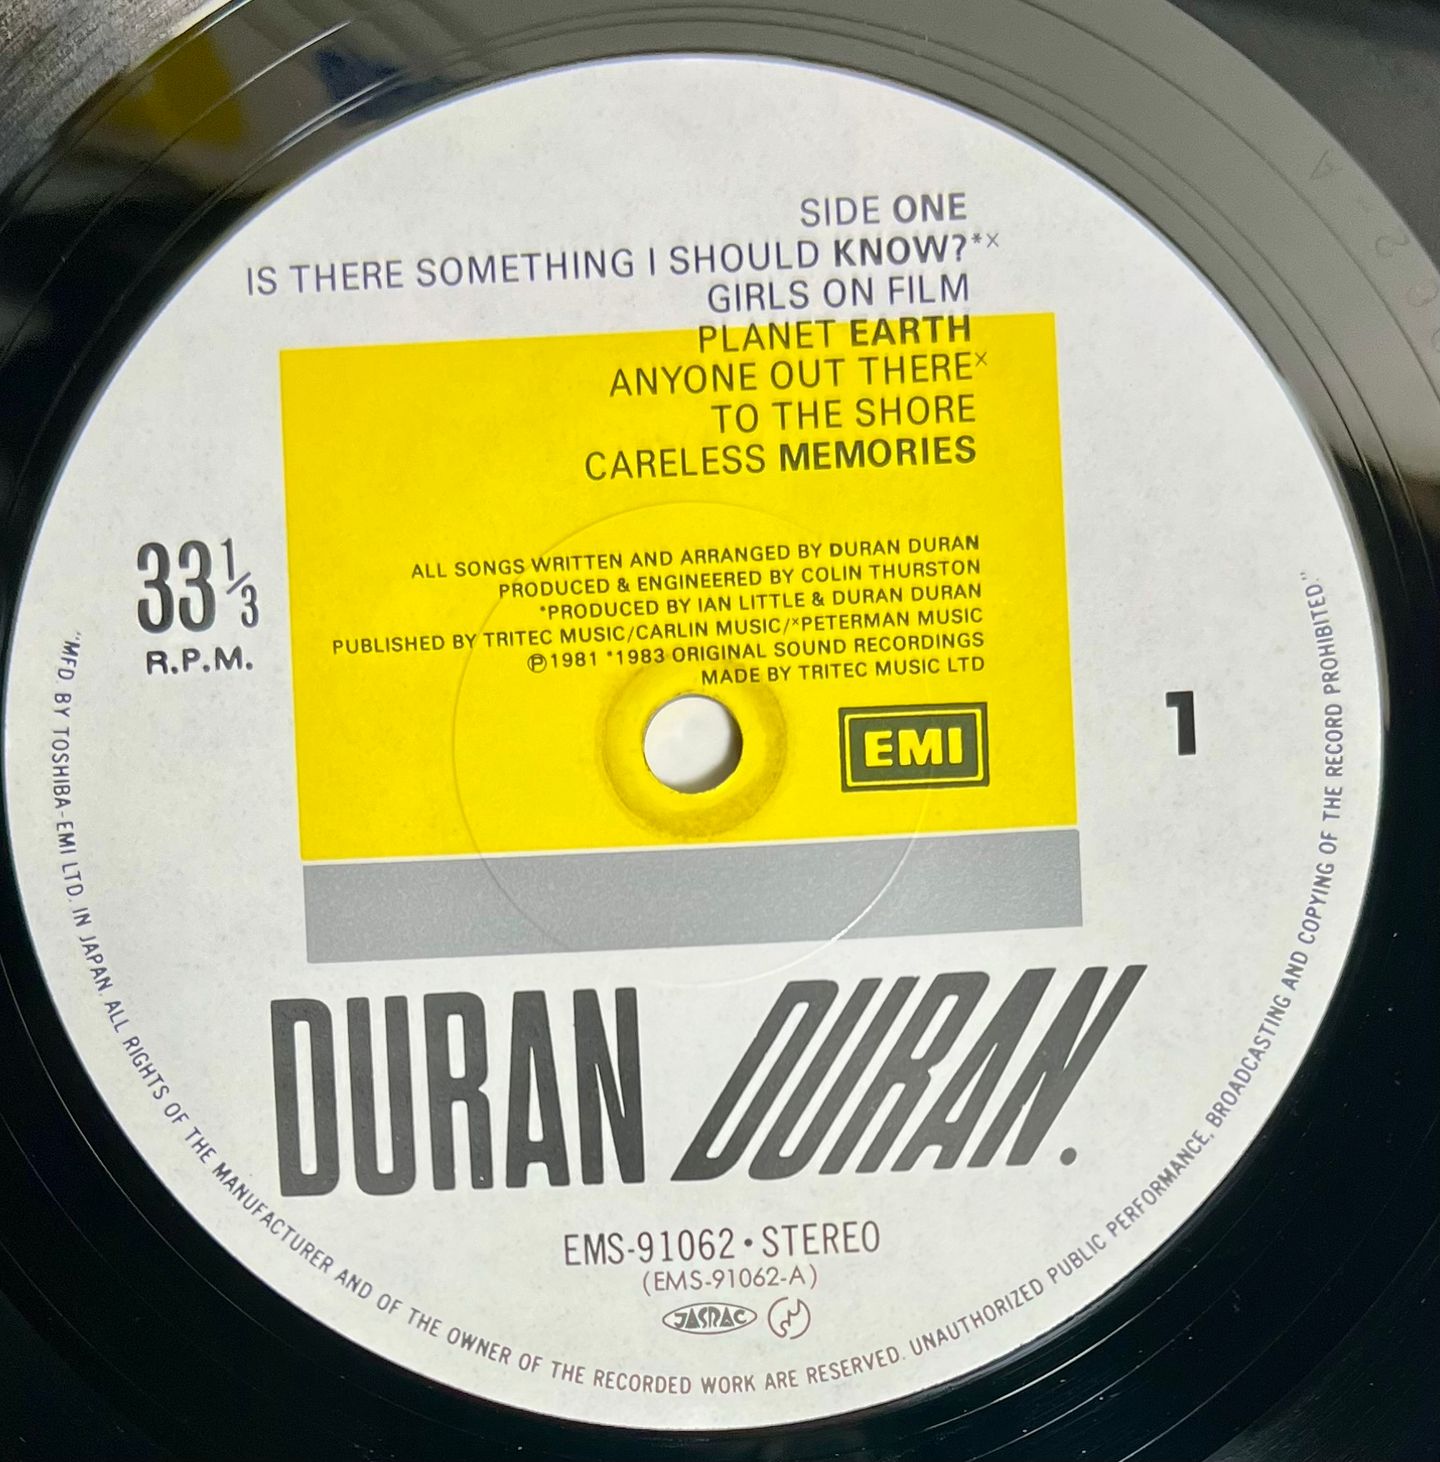 SIDE ONE
IS THERE SOMETHING I SHOULD KNOW?*×
GIRLS ON FILM
PLANET EARTH
ANYONE OUT THERE×
TO THE SHORE
CARELESS MEMORIES
ALL SONGS WRITTEN AND ARRANGED BY DURAN DURAN
PRODUCED & ENGINEERED BY COLIN THURSTON
*PRODUCED BY IAN LITTLE & DURAN DURAN
PUBLISHED BY TRITEC MUSIC/CARLIN MUSIC/×PETERMAN MUSIC
℗1981 *1983 ORIGINAL SOUND RECORDINGS
MADE BY TRITEC MUSIC LTD
33 1/3
R.P.M.
EMI
1
DURAN DURAN.
EMS-91062・STEREO
(EMS-91062-A)
JASRAC
"MFD. BY TOSHIBA-EMI LTD. IN JAPAN. ALL RIGHTS OF THE MANUFACTURER AND OF THE OWNER OF THE RECORDED WORK ARE RESERVED. UNAUTHORIZED PUBLIC PERFORMANCE, BROADCASTING AND COPYING OF THE RECORD PROHIBITED."